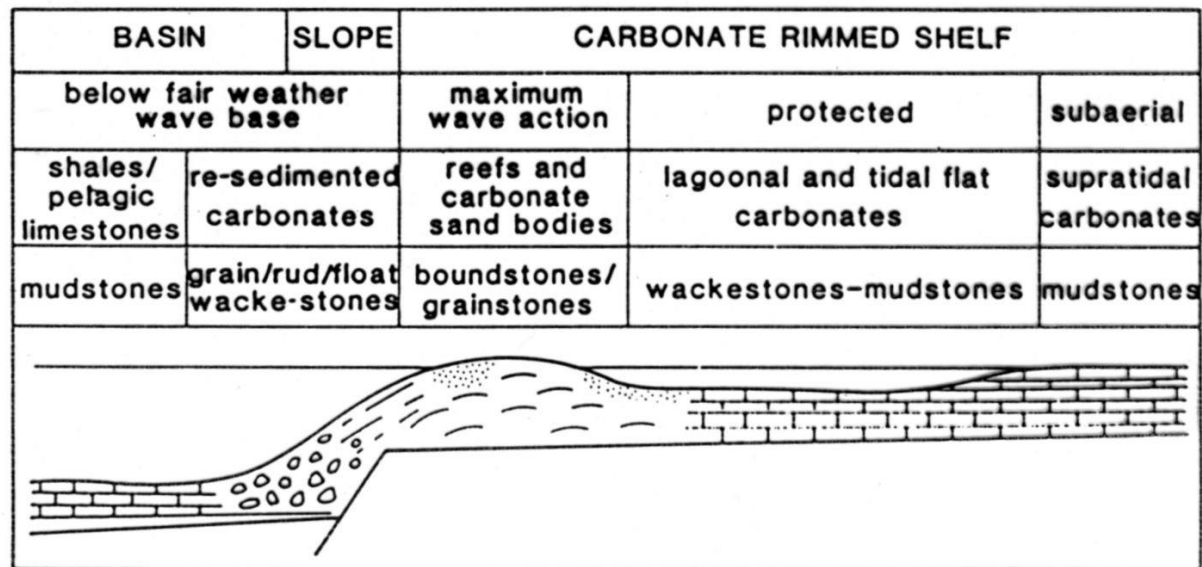 BASIN
SLOPE
CARBONATE RIMMED SHELF
below fair weather
wave base
maximum
wave action
protected
subaerial
shales/
pelagic
limestones
re-sedimented
carbonates
reefs and
carbonate
sand bodies
lagoonal and tidal flat
carbonates
supratidal
carbonates
mudstones
grain/rud/float
wacke-stones
boundstones/
grainstones
wackestones-mudstones
mudstones